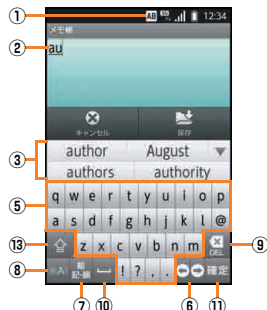 ① AB 12:34
メモ帳
② au
キャンセル 保存
③ author August ▼
authors authority
⑤ q w e r t y u i o p
a s d f g h j k l @
⑬ z x c v b n m DEL ⑨
⑧ A 絵 記・顔 ! ? , . 確定
⑦ ⑩ ⑥ ⑪